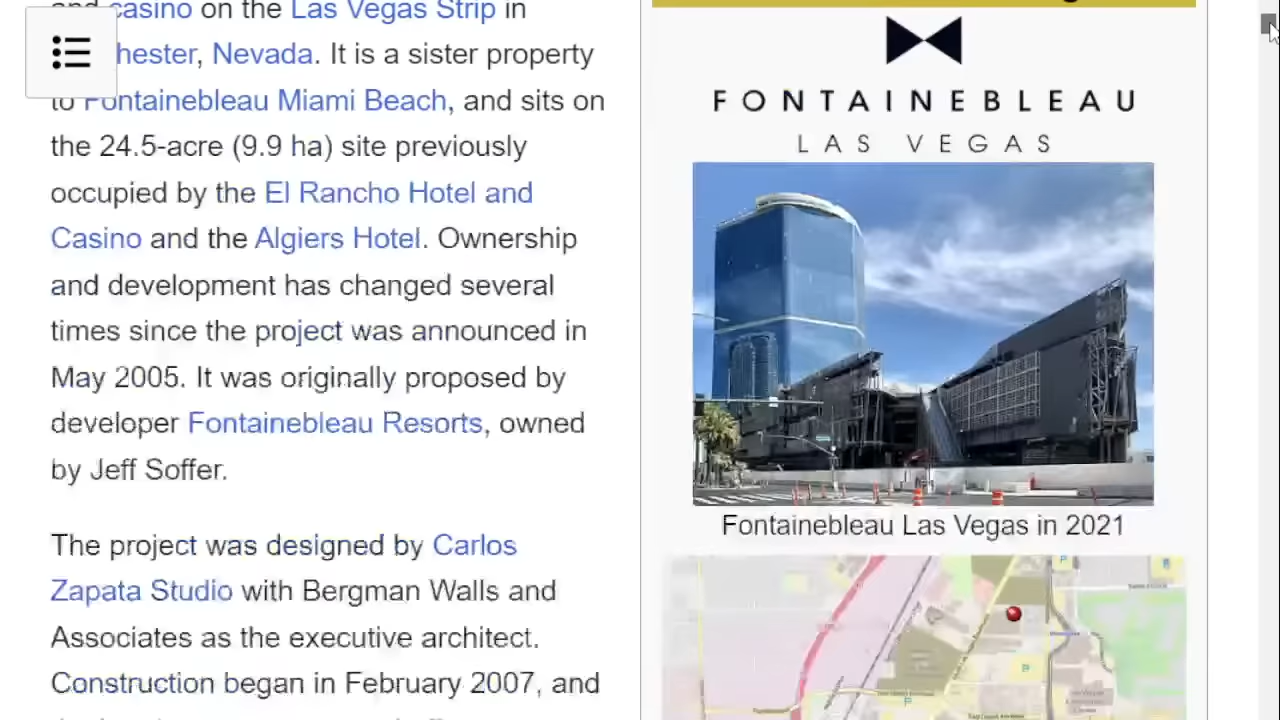 and casino on the Las Vegas Strip in
hester, Nevada. It is a sister property
to Fontainebleau Miami Beach, and sits on
the 24.5-acre (9.9 ha) site previously
occupied by the El Rancho Hotel and
Casino and the Algiers Hotel. Ownership
and development has changed several
times since the project was announced in
May 2005. It was originally proposed by
developer Fontainebleau Resorts, owned
by Jeff Soffer.
The project was designed by Carlos
Zapata Studio with Bergman Walls and
Associates as the executive architect.
Construction began in February 2007, and
FONTAINEBLEAU
LAS VEGAS
Fontainebleau Las Vegas in 2021